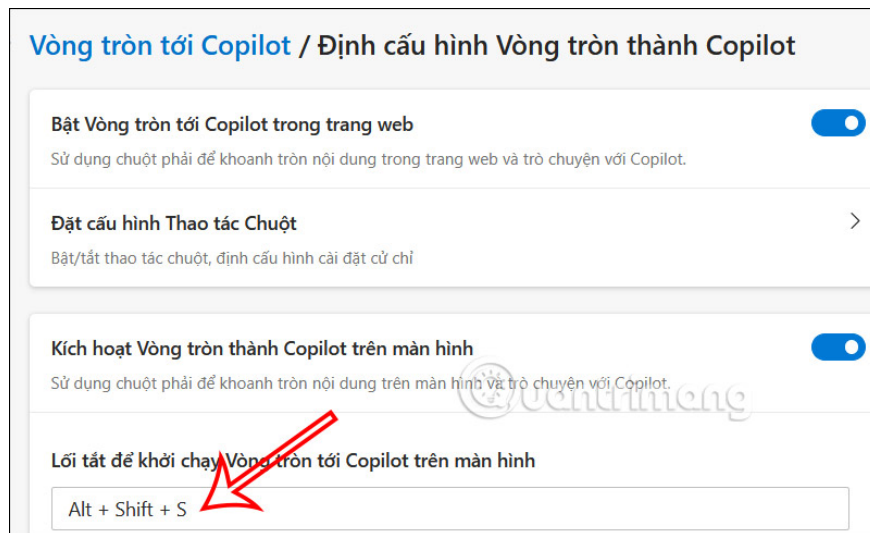 Vòng tròn tới Copilot / Định cấu hình Vòng tròn thành Copilot
Bật Vòng tròn tới Copilot trong trang web
Sử dụng chuột phải để khoanh tròn nội dung trong trang web và trò chuyện với Copilot.
Đặt cấu hình Thao tác Chuột
Bật/tắt thao tác chuột, định cấu hình cài đặt cử chỉ
Kích hoạt Vòng tròn thành Copilot trên màn hình
Sử dụng chuột phải để khoanh tròn nội dung trên màn hình và trò chuyện với Copilot.
Quantrimang
Lối tắt để khởi chạy Vòng tròn tới Copilot trên màn hình
Alt + Shift + S